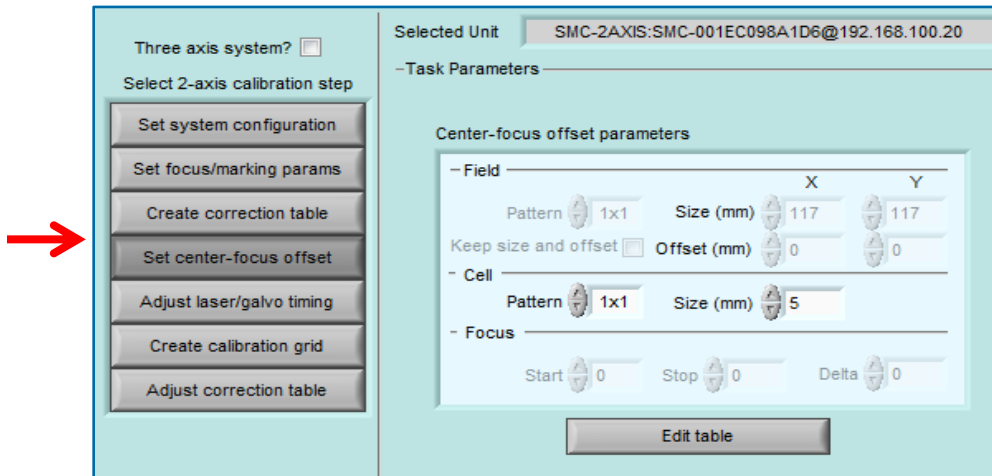 Three axis system?
Select 2-axis calibration step
Set system configuration
Set focus/marking params
Create correction table
Set center-focus offset
Adjust laser/galvo timing
Create calibration grid
Adjust correction table
Selected Unit SMC-2AXIS:SMC-001EC098A1D6@192.168.100.20
Task Parameters
Center-focus offset parameters
Field
X Y
Pattern 1x1 Size (mm) 117 117
Keep size and offset Offset (mm) 0 0
Cell
Pattern 1x1 Size (mm) 5
Focus
Start 0 Stop 0 Delta 0
Edit table